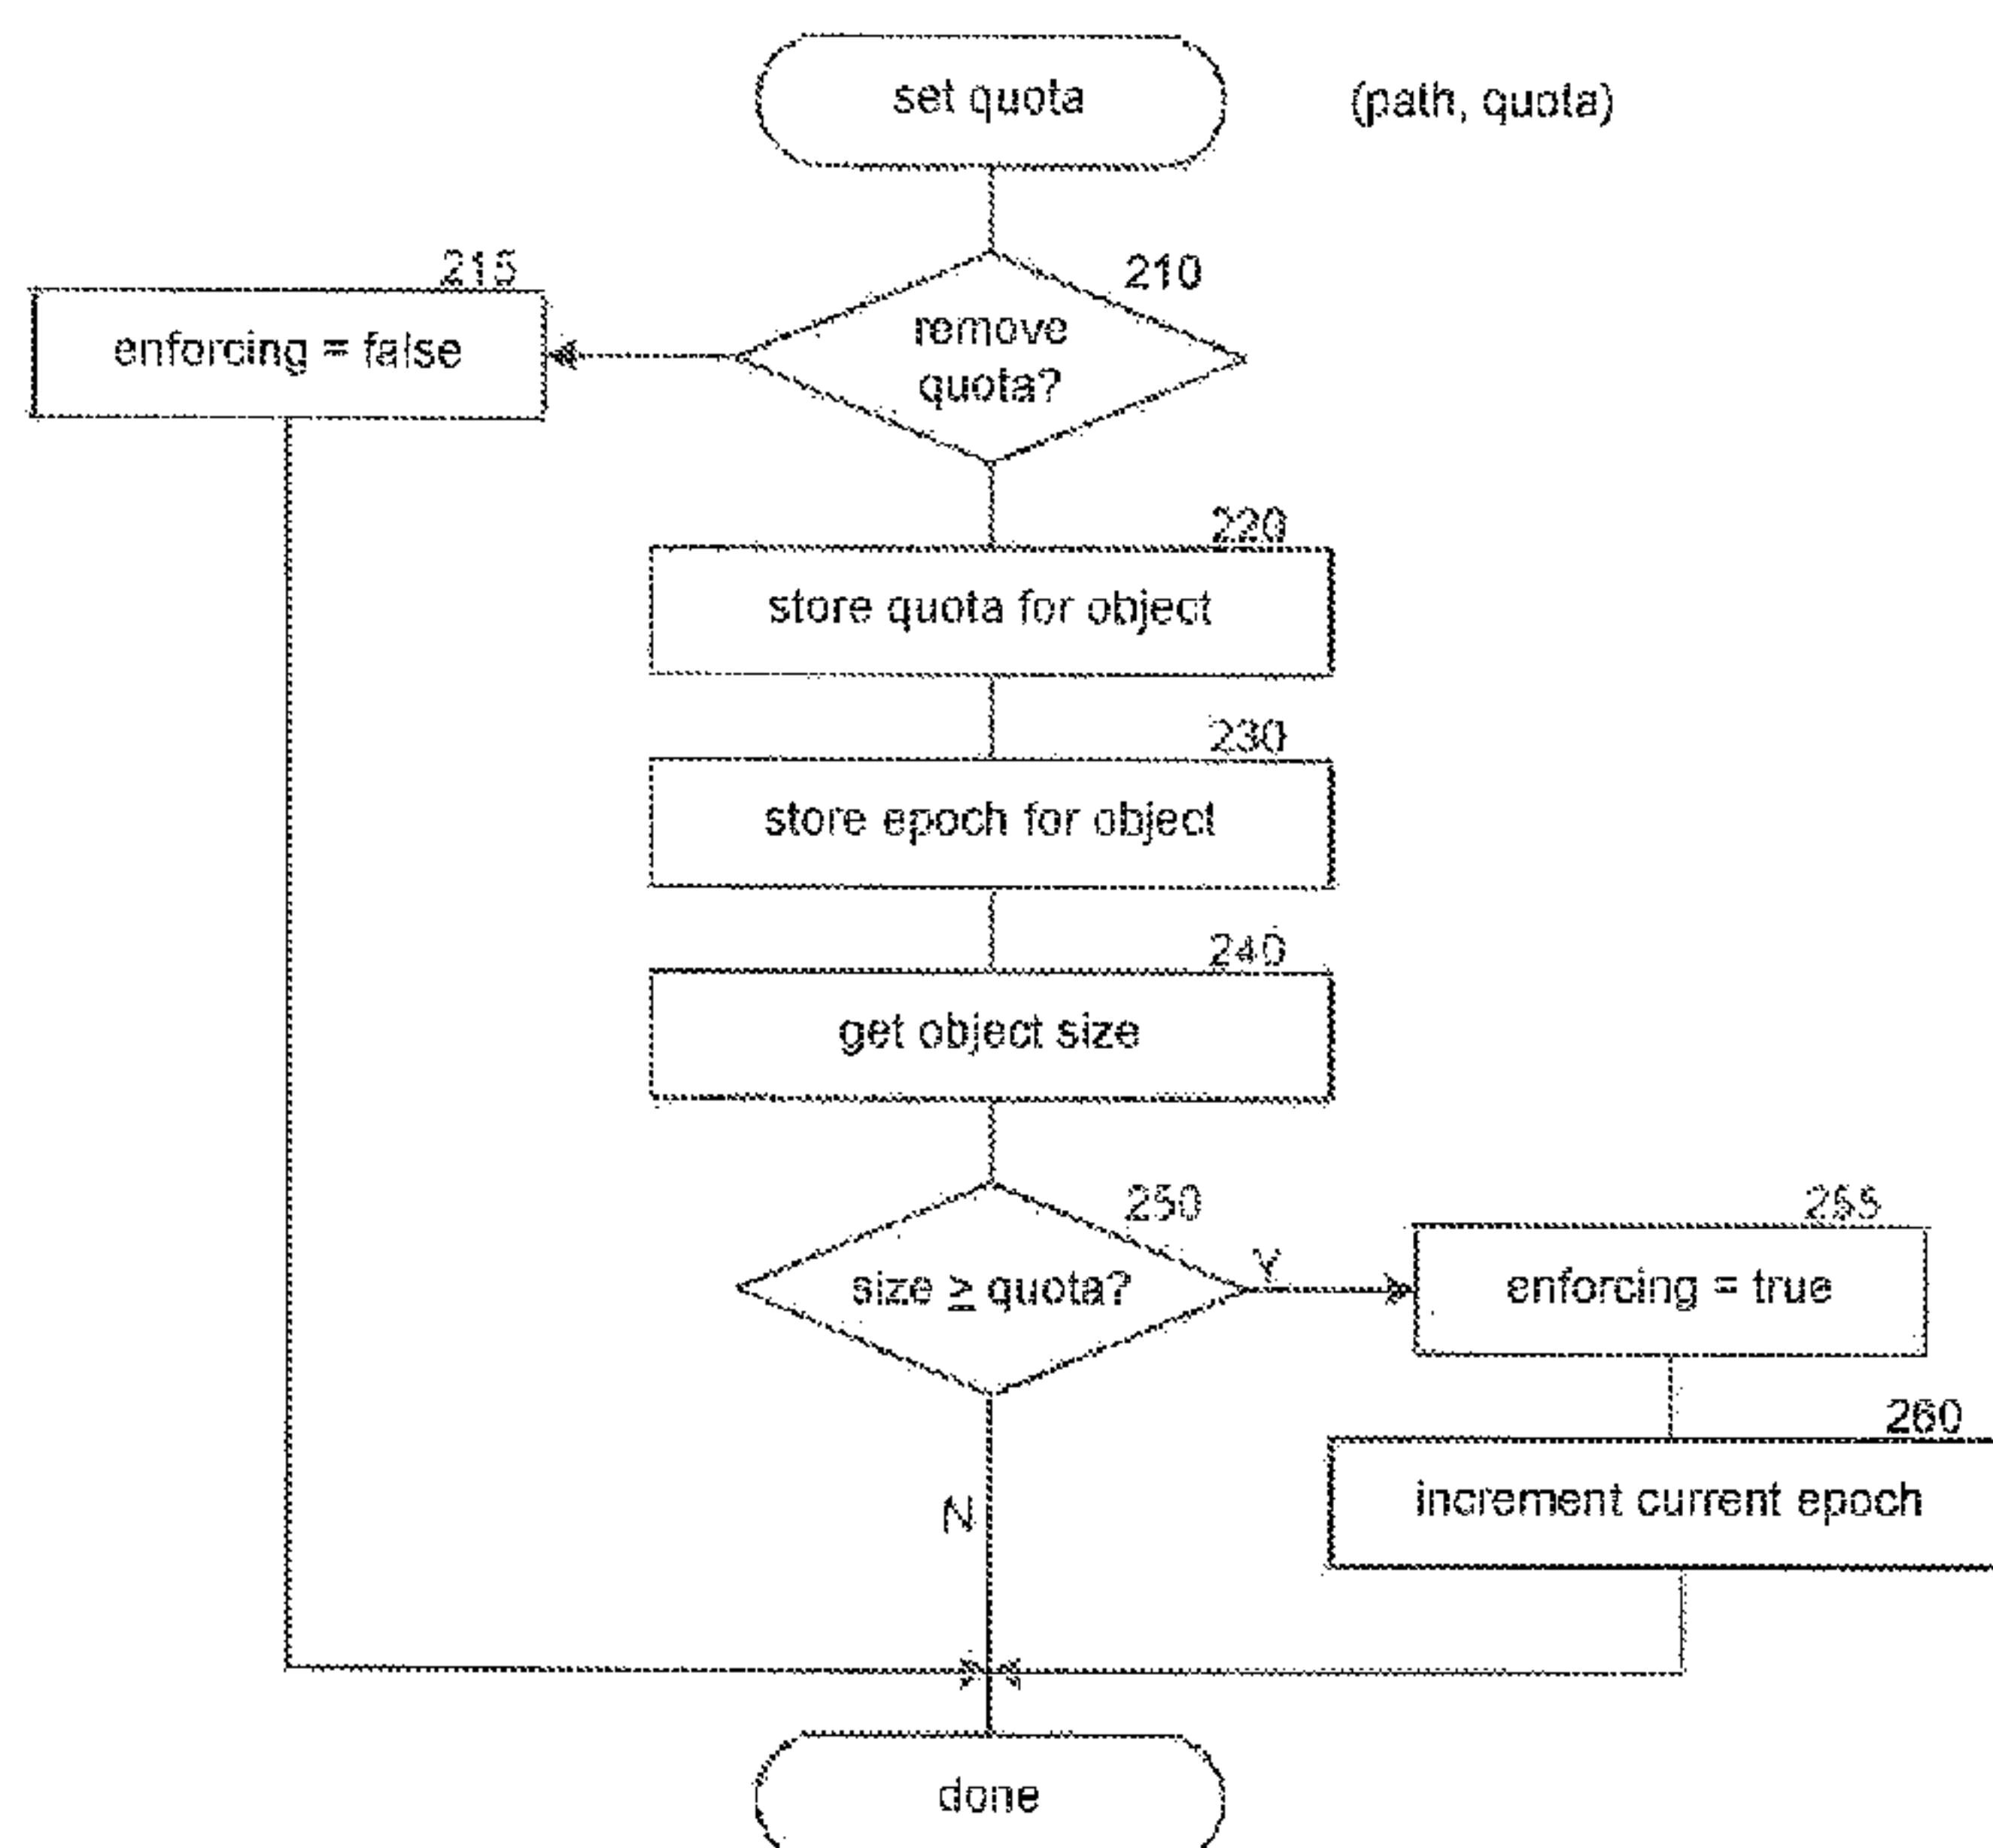 set quota
(path, quota)
215
210
enforcing = false
remove
quota?
220
store quota for object
230
store epoch for object
240
get object size
250
255
size ≥ quota?
Y
enforcing = true
260
increment current epoch
N
done